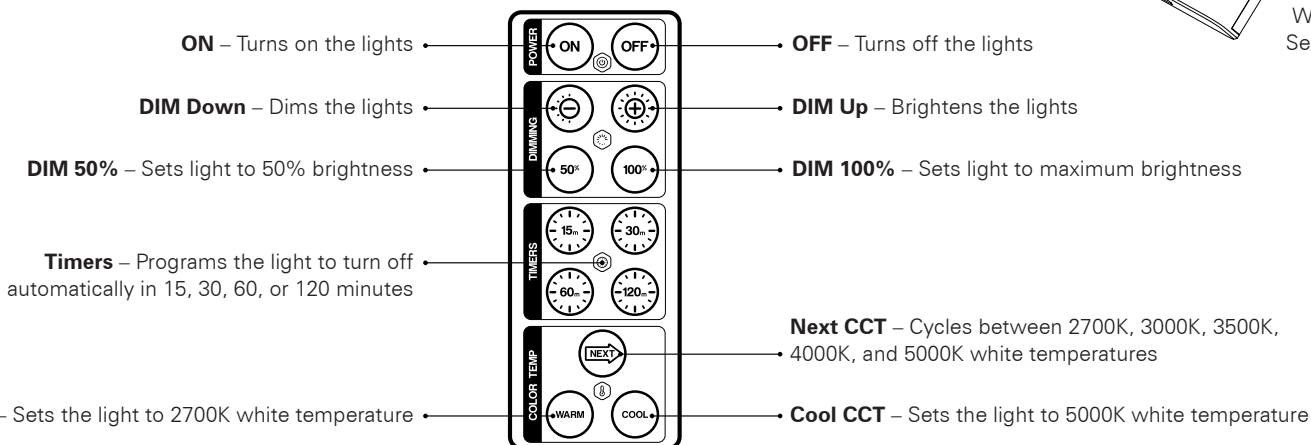 W
Se
ON – Turns on the lights
OFF – Turns off the lights
DIM Down – Dims the lights
DIM Up – Brightens the lights
DIM 50% – Sets light to 50% brightness
DIM 100% – Sets light to maximum brightness
Timers – Programs the light to turn off
automatically in 15, 30, 60, or 120 minutes
Next CCT – Cycles between 2700K, 3000K, 3500K,
4000K, and 5000K white temperatures
– Sets the light to 2700K white temperature
Cool CCT – Sets the light to 5000K white temperature
POWER
ON
OFF
DIMMING
50%
100%
TIMERS
15m
30m
60m
120m
COLOR TEMP
NEXT
WARM
COOL